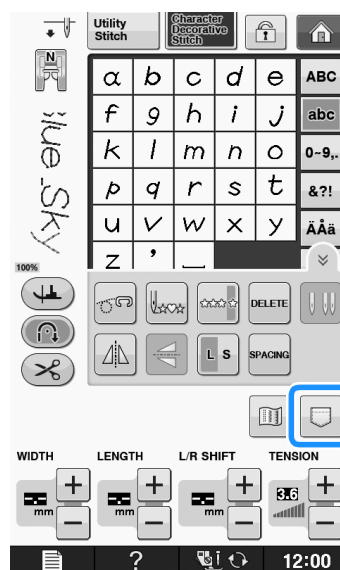 Utility Stitch
Character Decorative Stitch
N
a b c d e ABC
f g h i j abc
k l m n o 0~9,.
p q r s t &?!
u v w x y ÄÅä
z ’ _
Blue_Sky
100%
DELETE
L S SPACING
WIDTH LENGTH L/R SHIFT TENSION
mm mm mm 3.6
+ + + +
− − − −
? 12:00